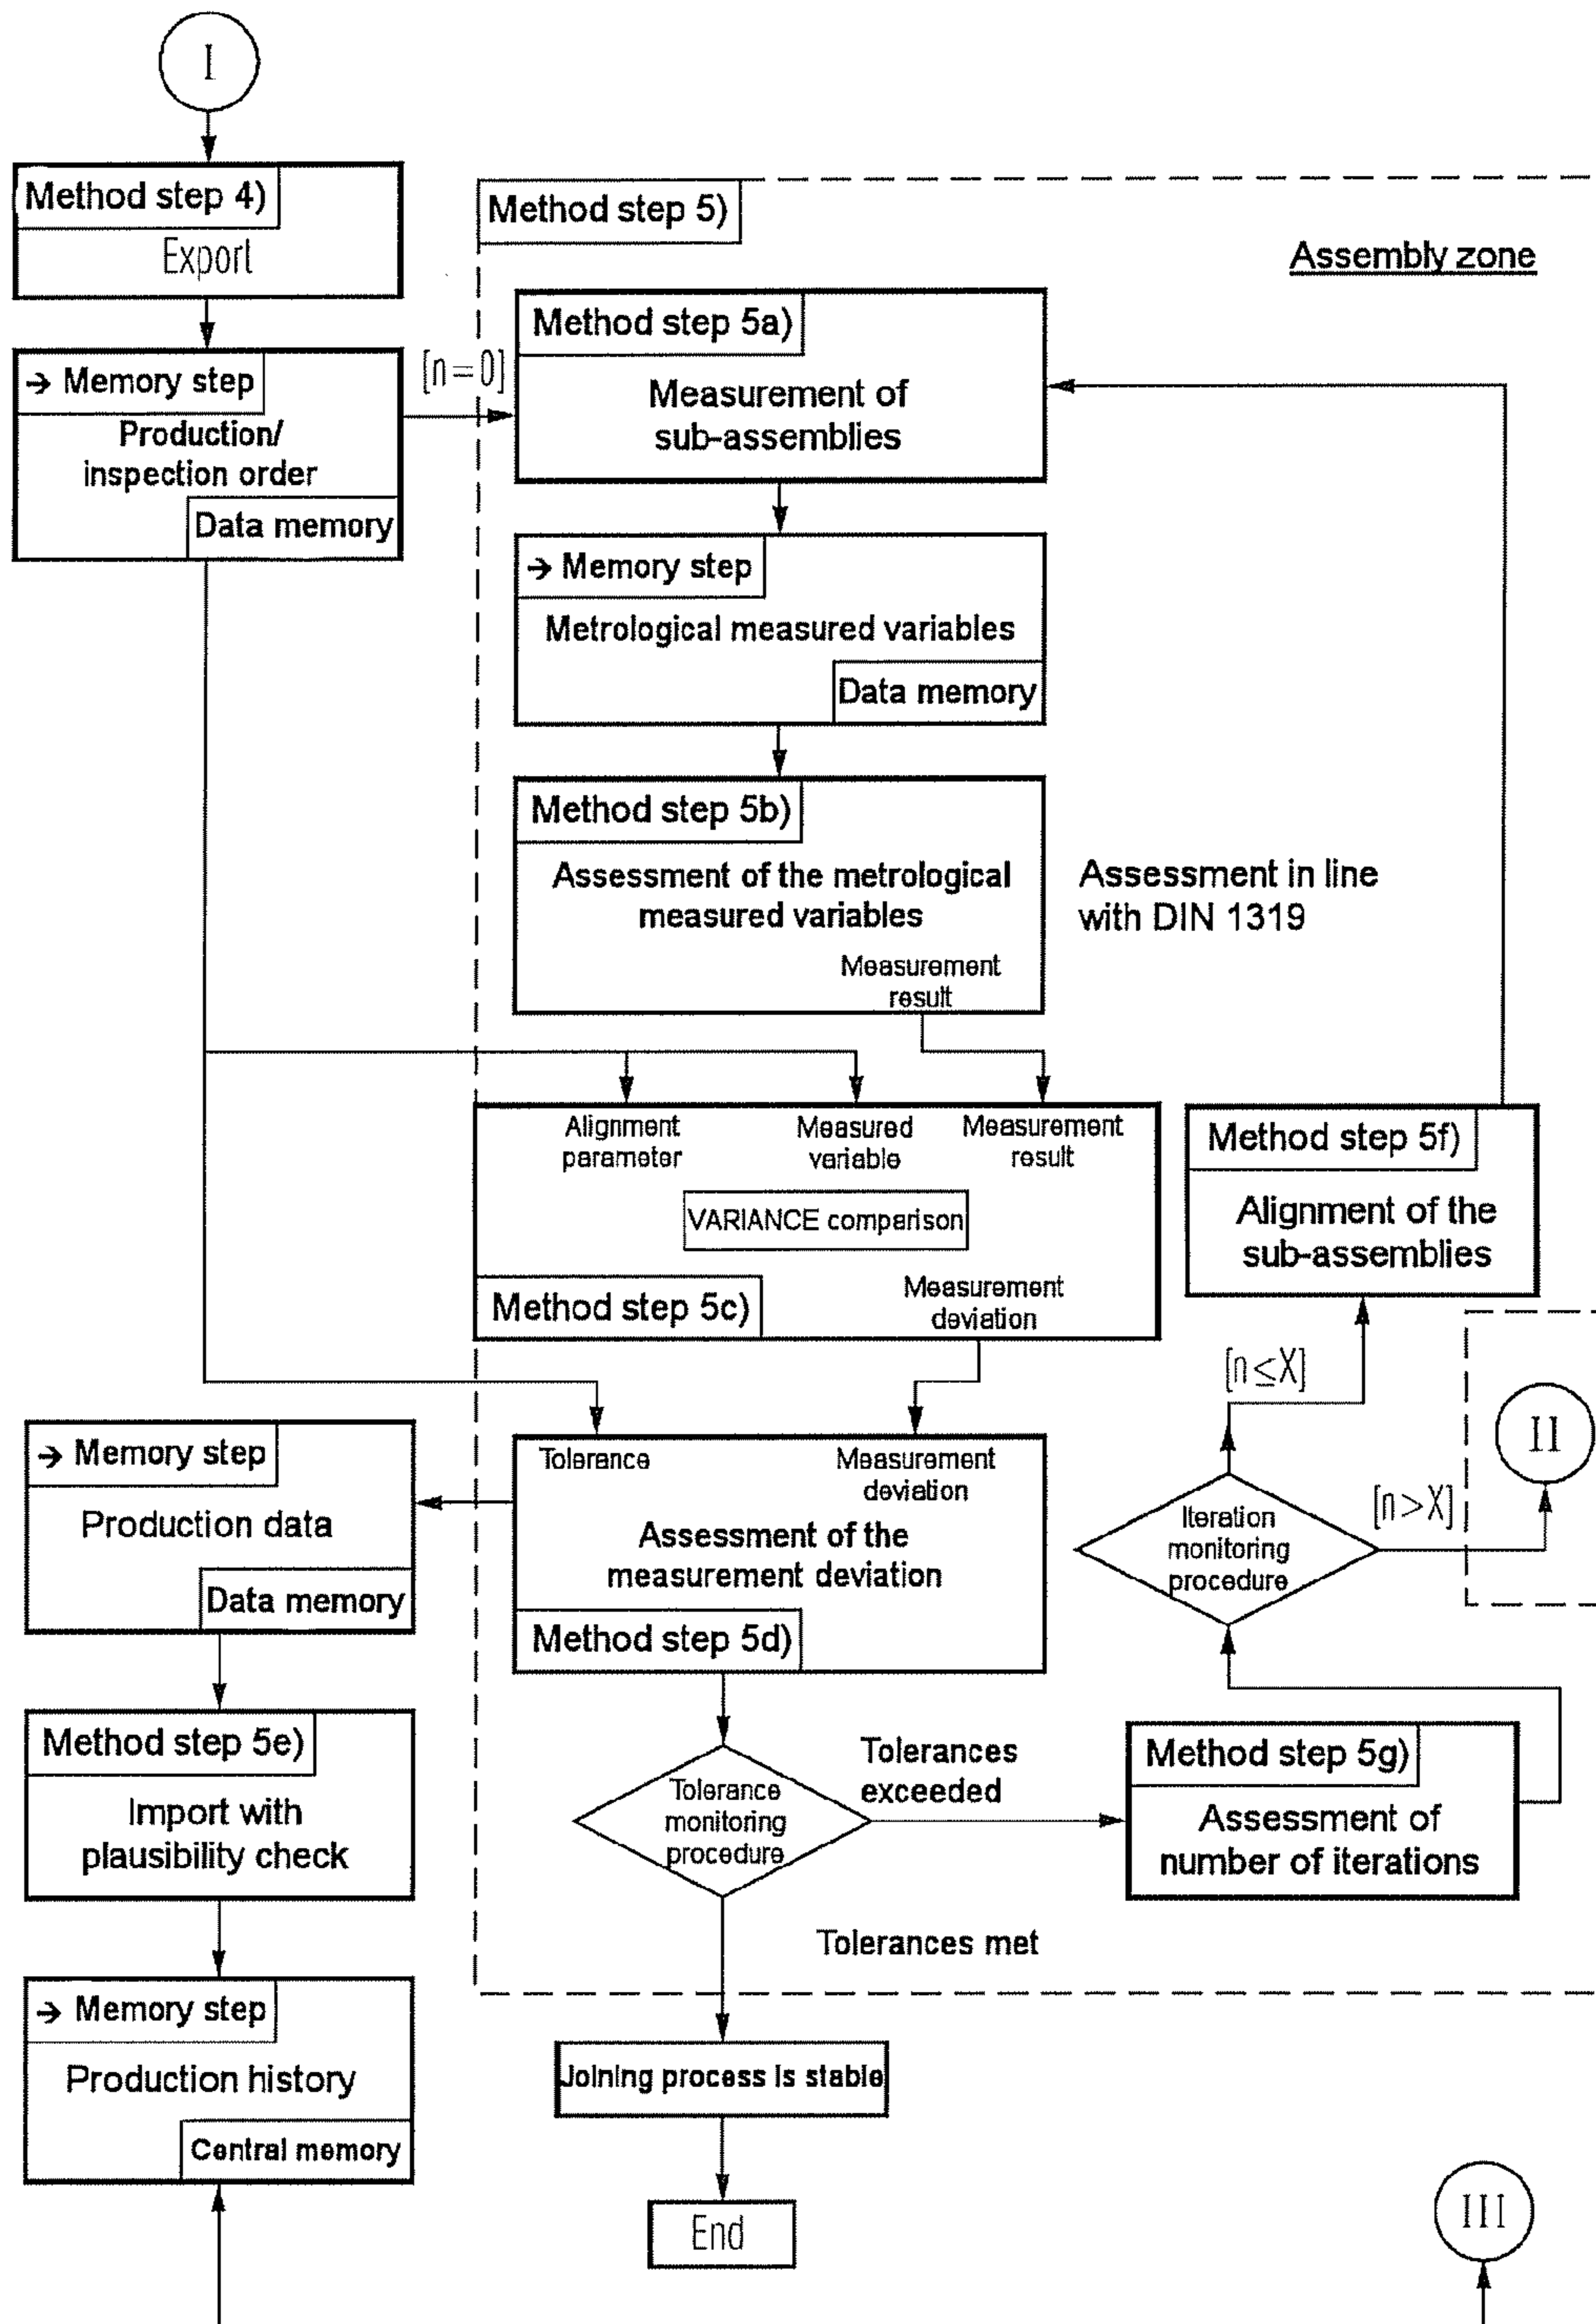 I
Method step 4)
Export
→ Memory step
Production/
inspection order
Data memory
[n=0]
Method step 5)
Assembly zone
Method step 5a)
Measurement of
sub-assemblies
→ Memory step
Metrological measured variables
Data memory
Method step 5b)
Assessment of the metrological
measured variables
Measurement
result
Assessment in line
with DIN 1319
Alignment
parameter
Measured
variable
Measurement
result
VARIANCE comparison
Method step 5c)
Measurement
deviation
Method step 5f)
Alignment of the
sub-assemblies
[n≤X]
II
[n>X]
Iteration
monitoring
procedure
Tolerance
Measurement
deviation
Assessment of the
measurement deviation
Method step 5d)
→ Memory step
Production data
Data memory
Method step 5e)
Import with
plausibility check
Tolerance
monitoring
procedure
Tolerances
exceeded
Method step 5g)
Assessment of
number of iterations
Tolerances met
→ Memory step
Production history
Central memory
Joining process is stable
End
III